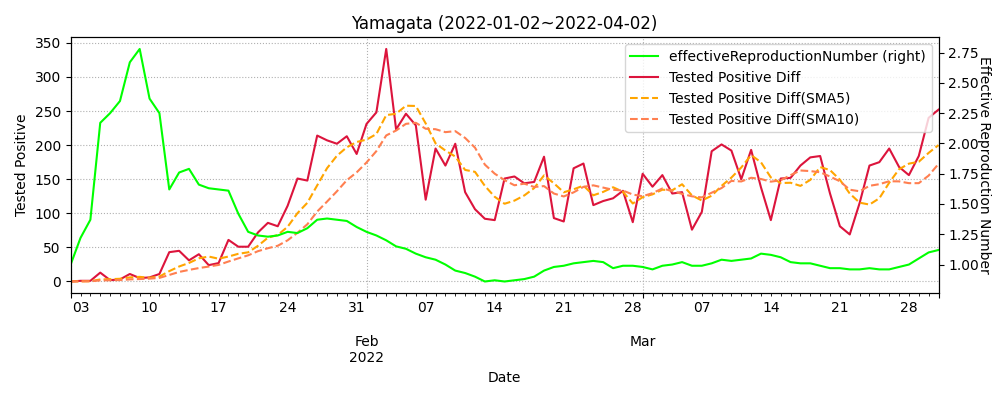 Yamagata (2022-01-02~2022-04-02)
effectiveReproductionNumber (right)
Tested Positive Diff
Tested Positive Diff(SMA5)
Tested Positive Diff(SMA10)
Tested Positive
350
300
250
200
150
100
50
0
2.75
2.50
2.25
2.00
1.75
1.50
1.25
1.00
Effective Reproduction Number
03 10 17 24 31 07 14 21 28 07 14 21 28
Feb Mar
2022
Date